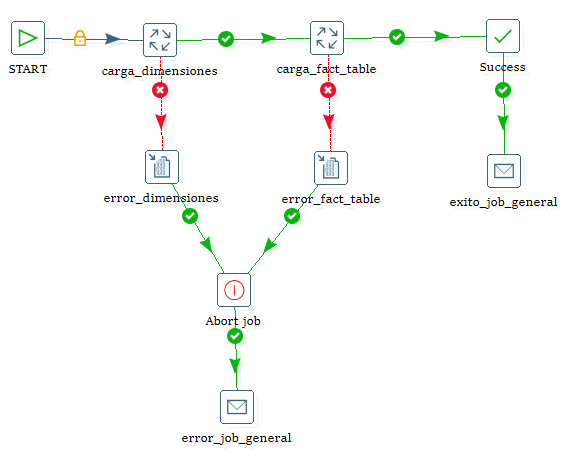 START
carga_dimensiones
carga_fact_table
Success
error_dimensiones
error_fact_table
exito_job_general
Abort job
error_job_general